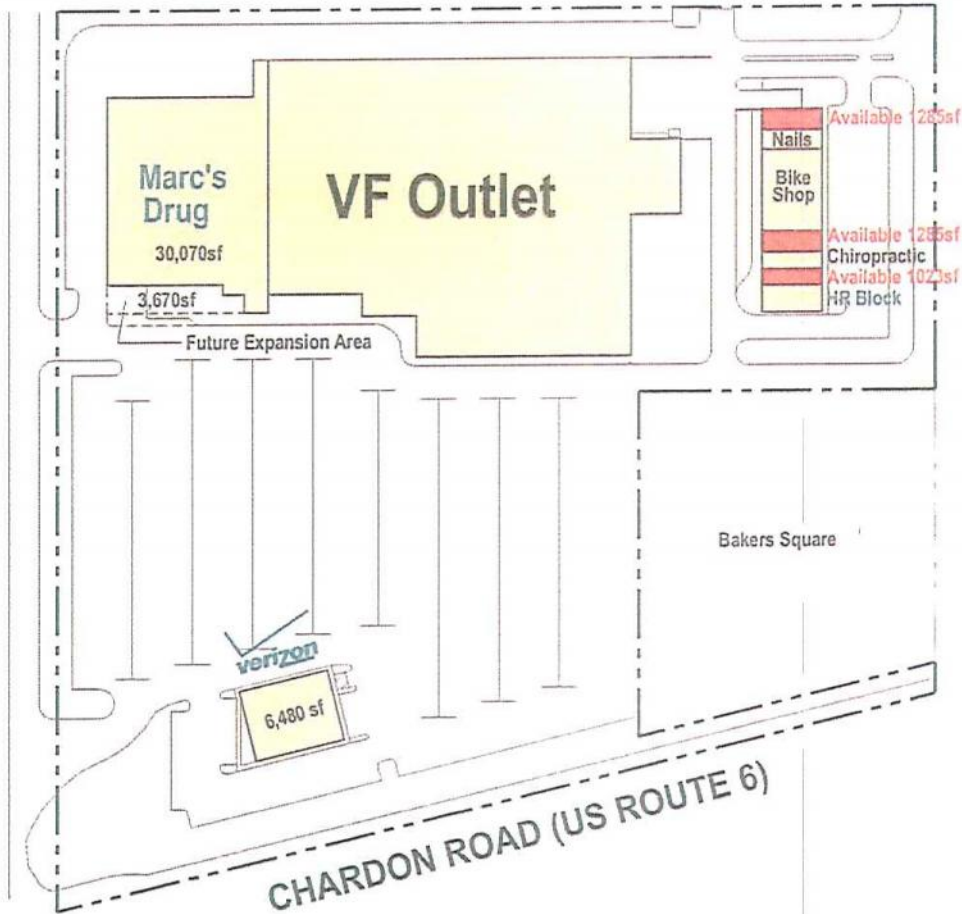 Marc's
Drug
30,070sf
3,670sf
Future Expansion Area
VF Outlet
Available 1285sf
Nails
Bike
Shop
Available 1285sf
Chiropractic
Available 1023sf
HR Block
Bakers Square
verizon
6,480 sf
CHARDON ROAD (US ROUTE 6)